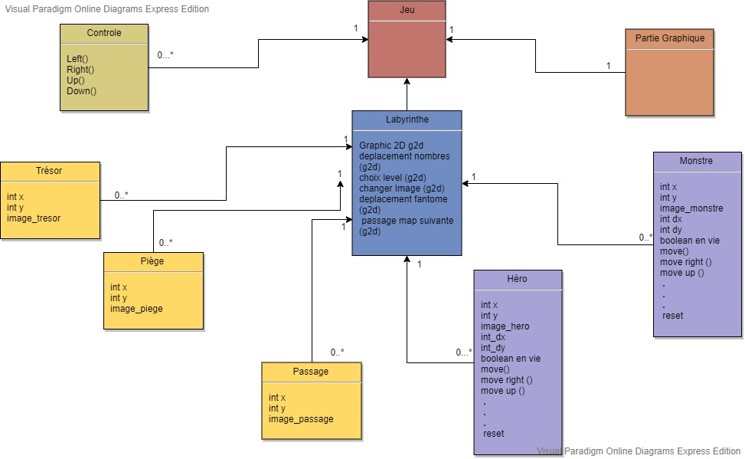 Visual Paradigm Online Diagrams Express Edition
Controle
Left()
Right()
Up()
Down()
0...*
1
Jeu
1
Partie Graphique
1
Labyrinthe
Graphic 2D g2d
deplacement nombres
(g2d)
choix level (g2d)
changer Image (g2d)
deplacement fantome
(g2d)
passage map suivante
(g2d)
1
1
1
1
1
Trésor
int x
int y
image_tresor
0..*
Piège
int x
int y
image_piege
0..*
Passage
int x
int y
image_passage
0..*
Héro
int x
int y
image_hero
int_dx
int_dy
boolean en vie
move()
move right ()
move up ()
.
.
.
reset
0...*
Monstre
int x
int y
image_monstre
int dx
int dy
boolean en vie
move()
move right ()
move up ()
.
.
.
reset
0..*
Visual Paradigm Online Diagrams Express Edition